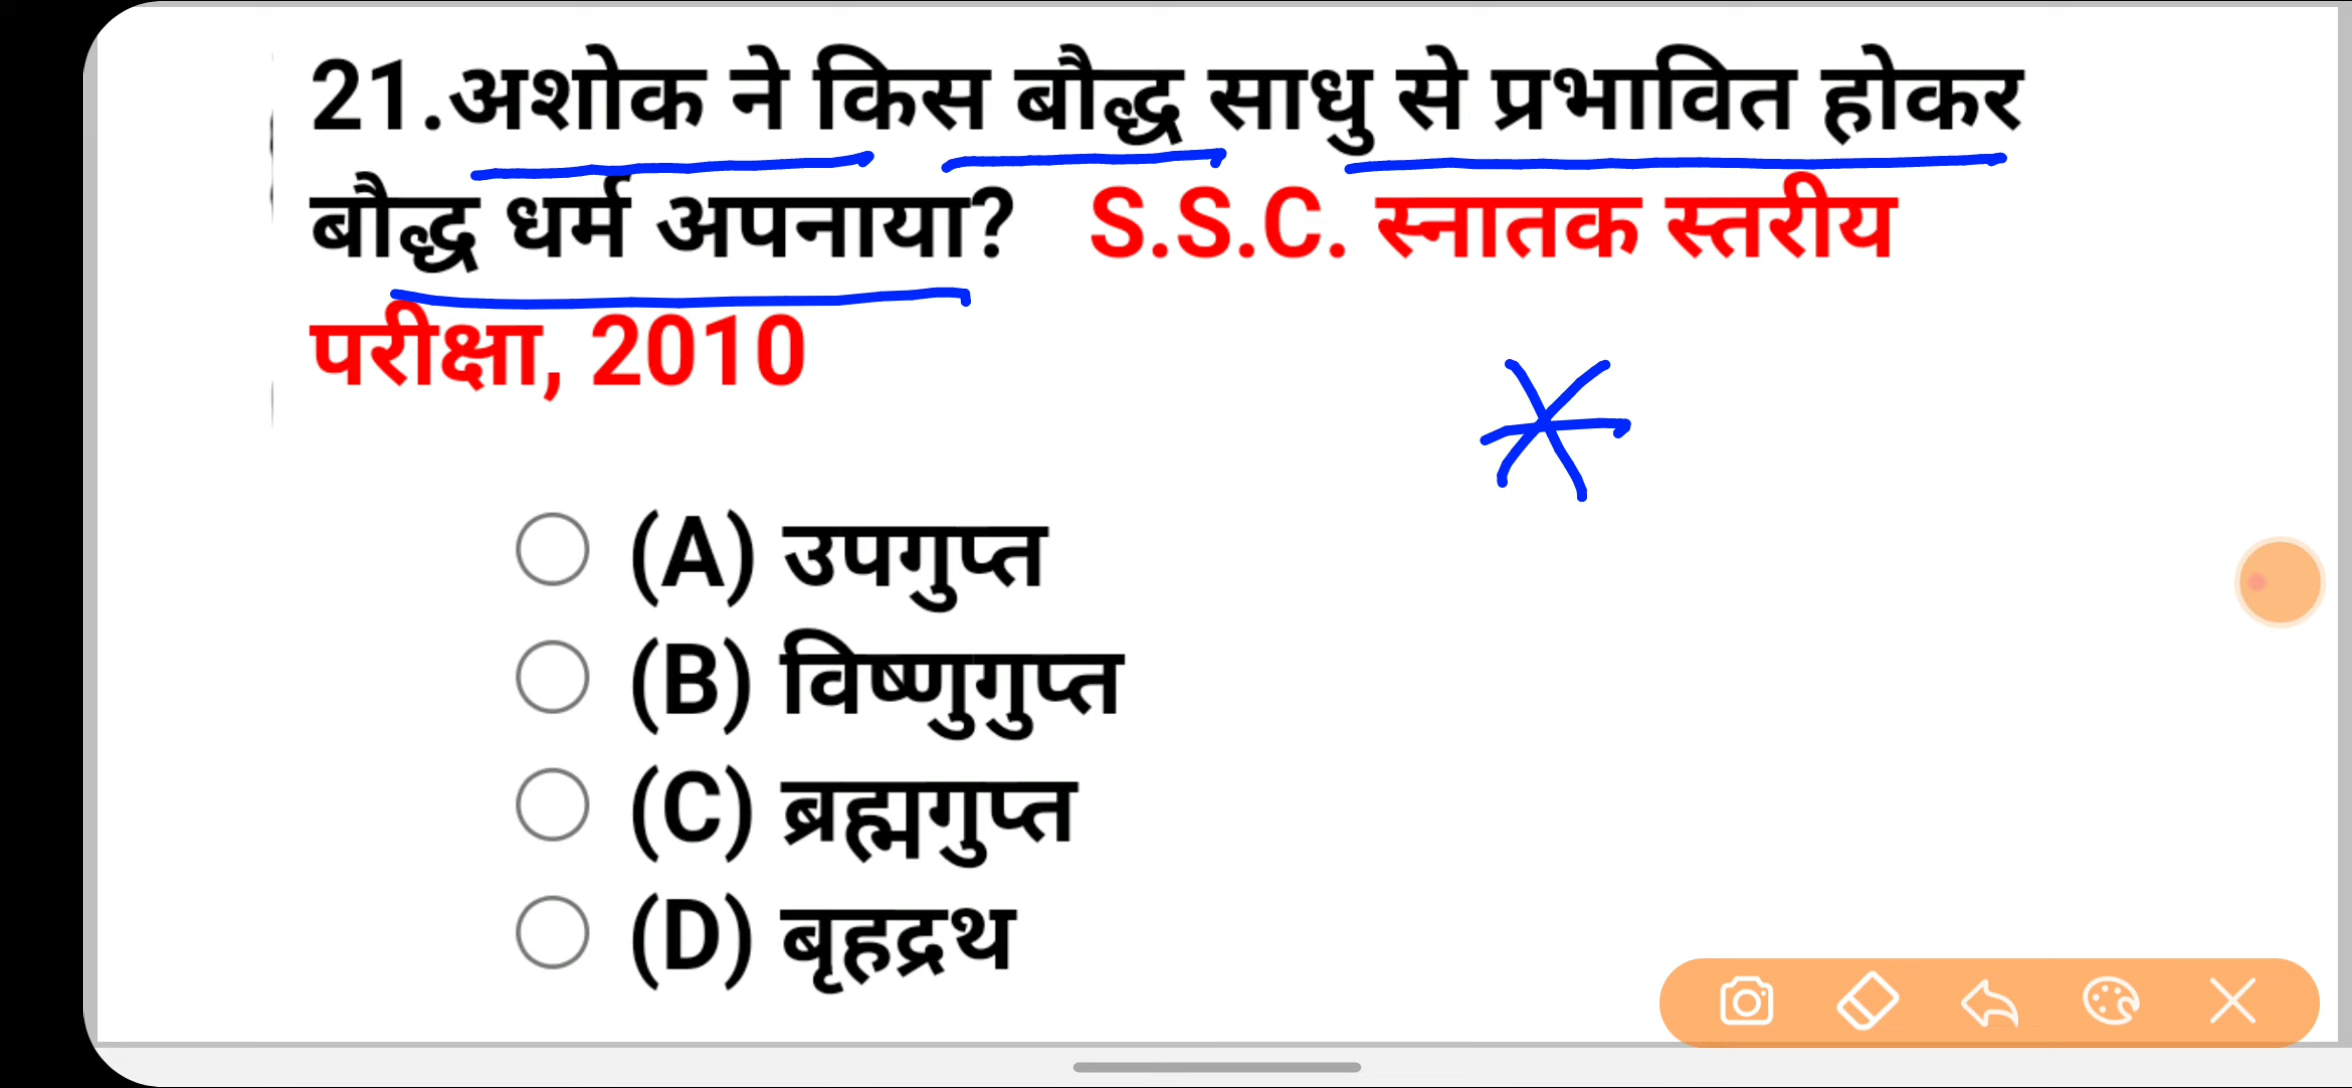 21.अशोक ने किस बौद्ध साधु से प्रभावित होकर
बौद्ध धर्म अपनाया? S.S.C. स्नातक स्तरीय
परीक्षा, 2010
(A) उपगुप्त
(B) विष्णुगुप्त
(C) ब्रह्मगुप्त
(D) बृहद्रथ